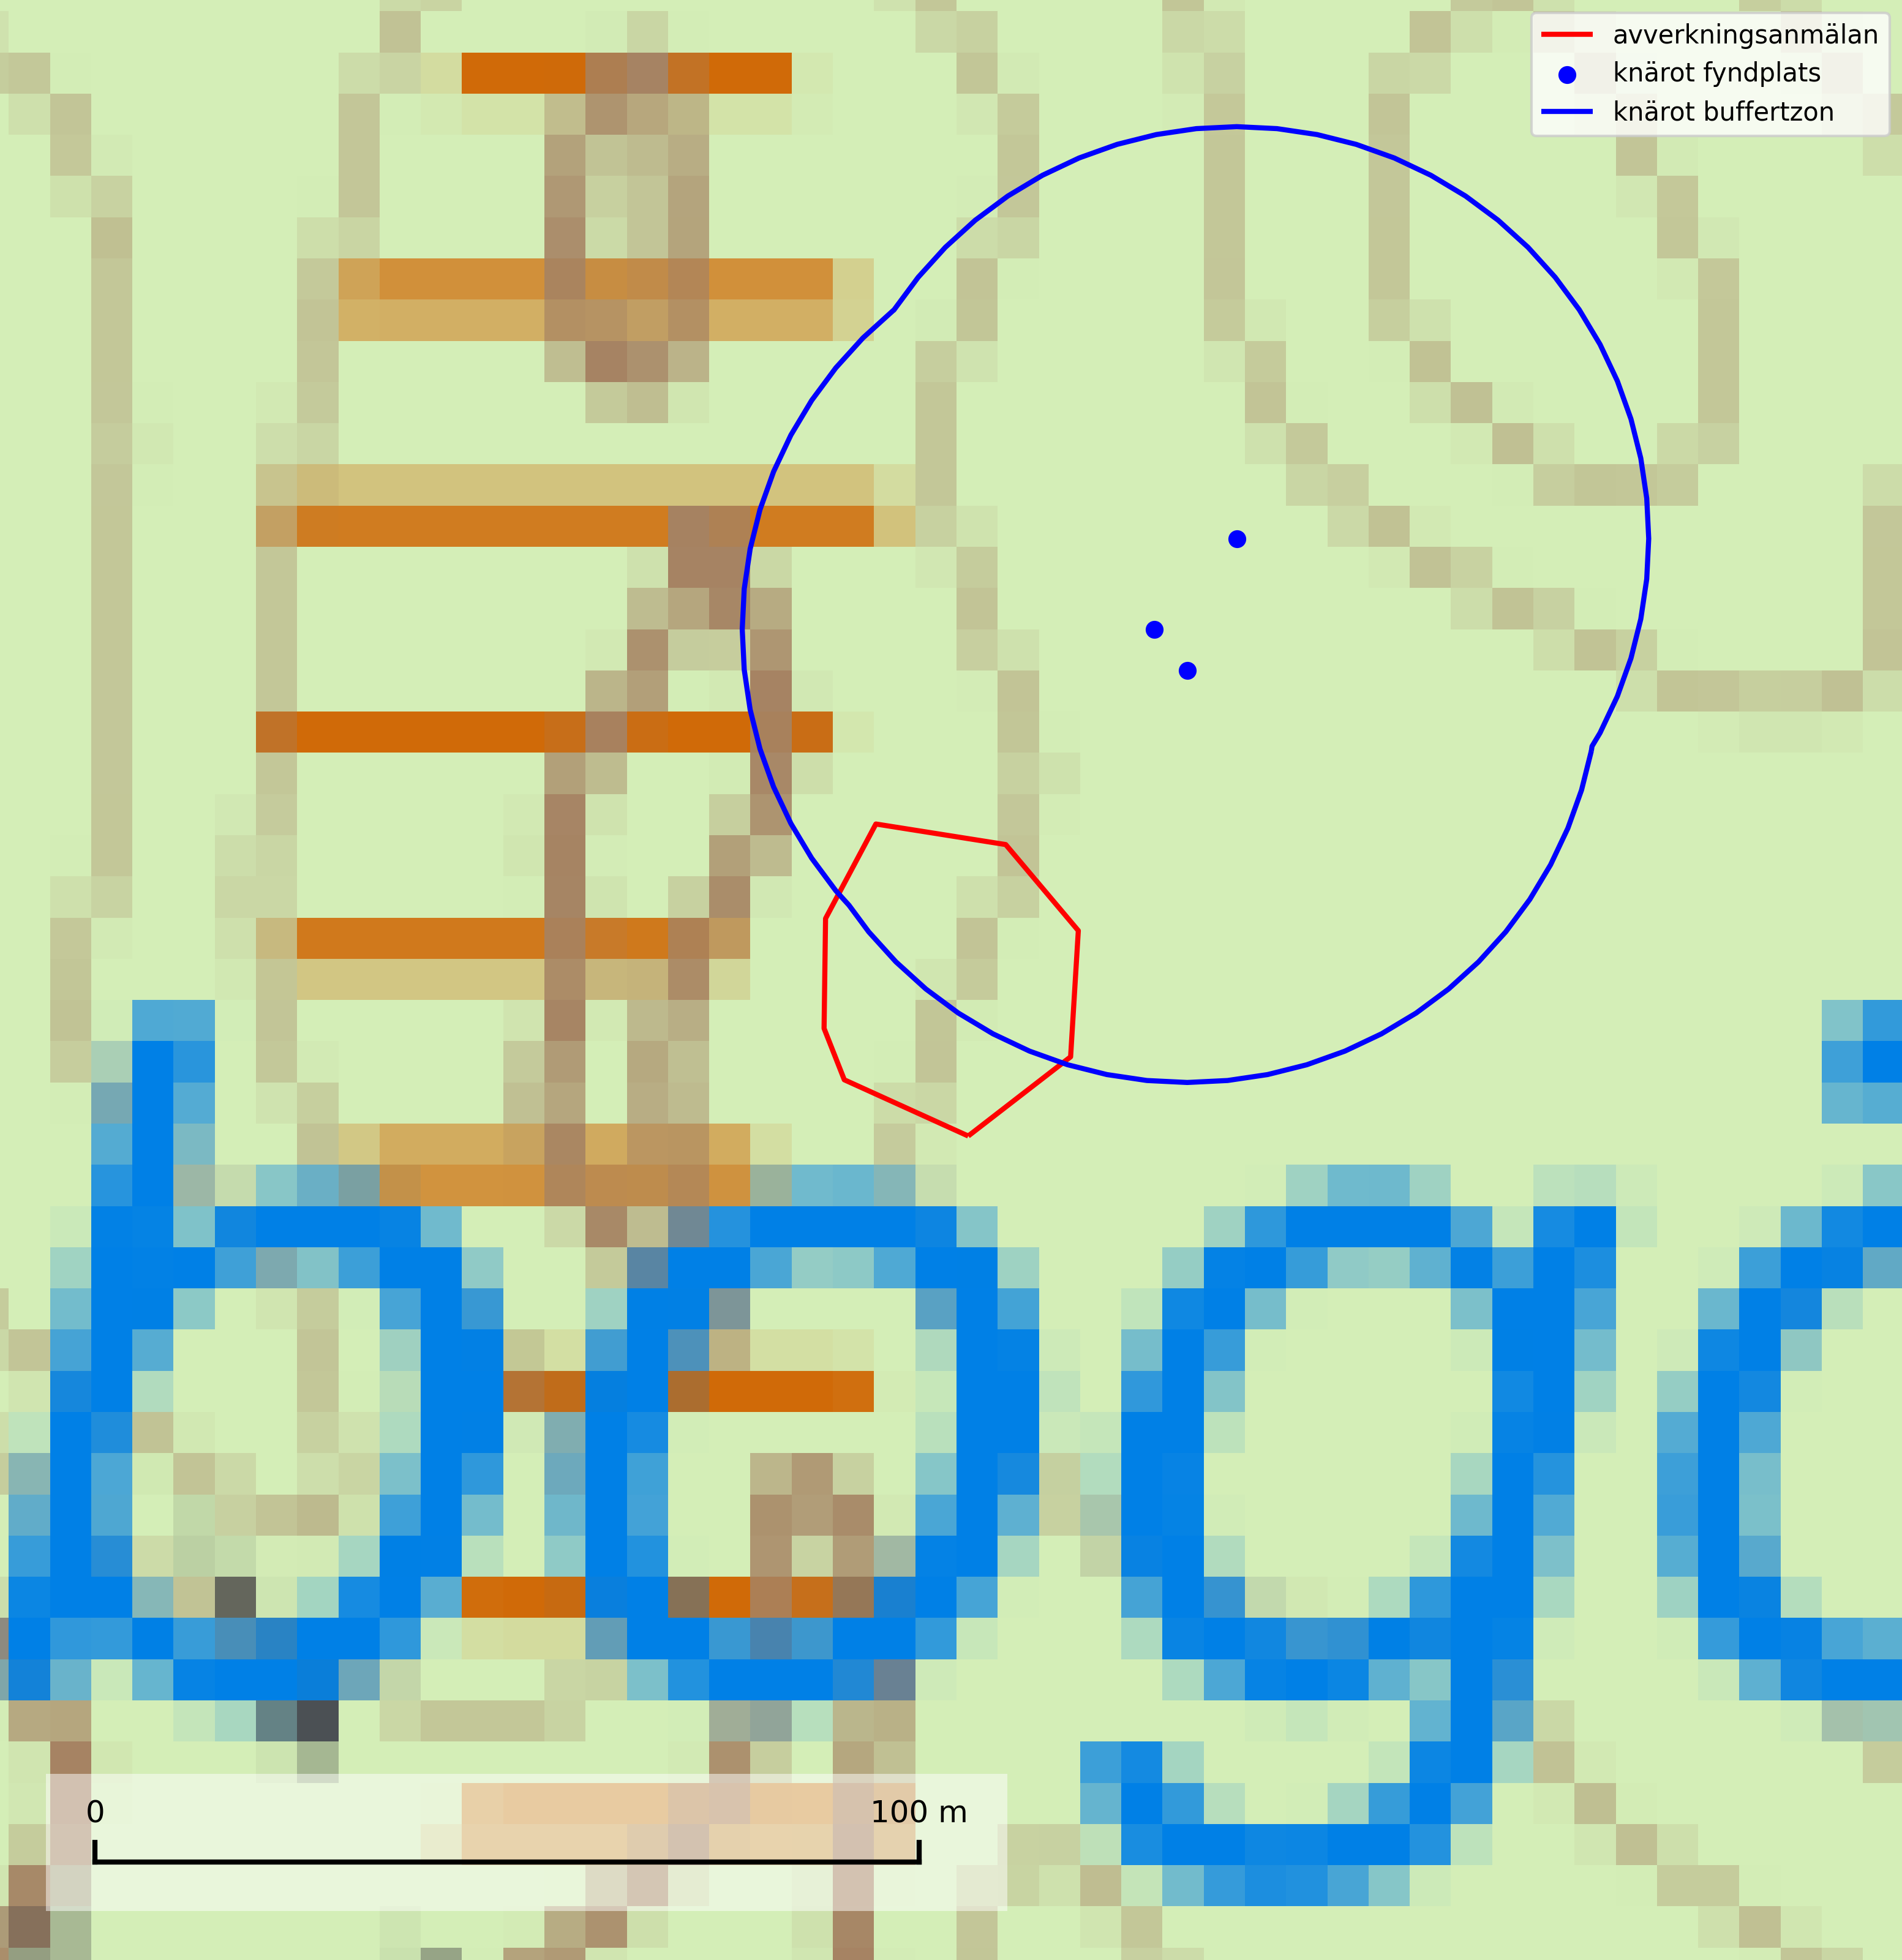 avverkningsanmälan
knärot fyndplats
knärot buffertzon
0 100 m